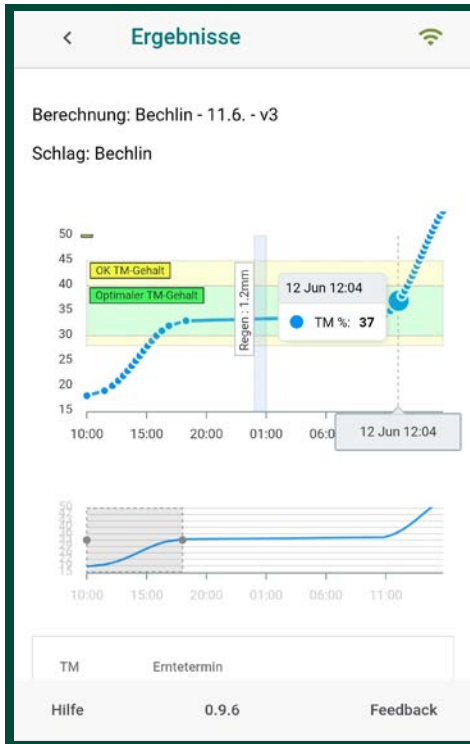 Ergebnisse
Berechnung: Bechlin - 11.6. - v3
Schlag: Bechlin
50
45
40
35
30
25
20
15
OK TM-Gehalt
Optimaler TM-Gehalt
Regen : 1.2mm
12 Jun 12:04
TM %: 37
10:00 15:00 20:00 01:00 06:0
12 Jun 12:04
10:00 15:00 20:00 01:00 06:00 11:00
TM Erntetermin
Hilfe 0.9.6 Feedback